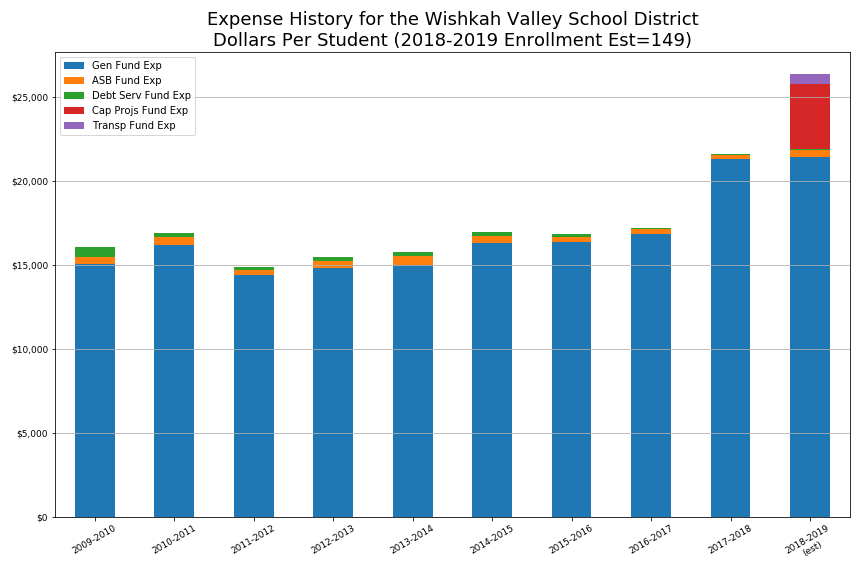 Expense History for the Wishkah Valley School District
Dollars Per Student (2018-2019 Enrollment Est=149)
Gen Fund Exp
ASB Fund Exp
Debt Serv Fund Exp
Cap Projs Fund Exp
Transp Fund Exp
$25,000
$20,000
$15,000
$10,000
$5,000
$0
2009-2010
2010-2011
2011-2012
2012-2013
2013-2014
2014-2015
2015-2016
2016-2017
2017-2018
2018-2019
(est)